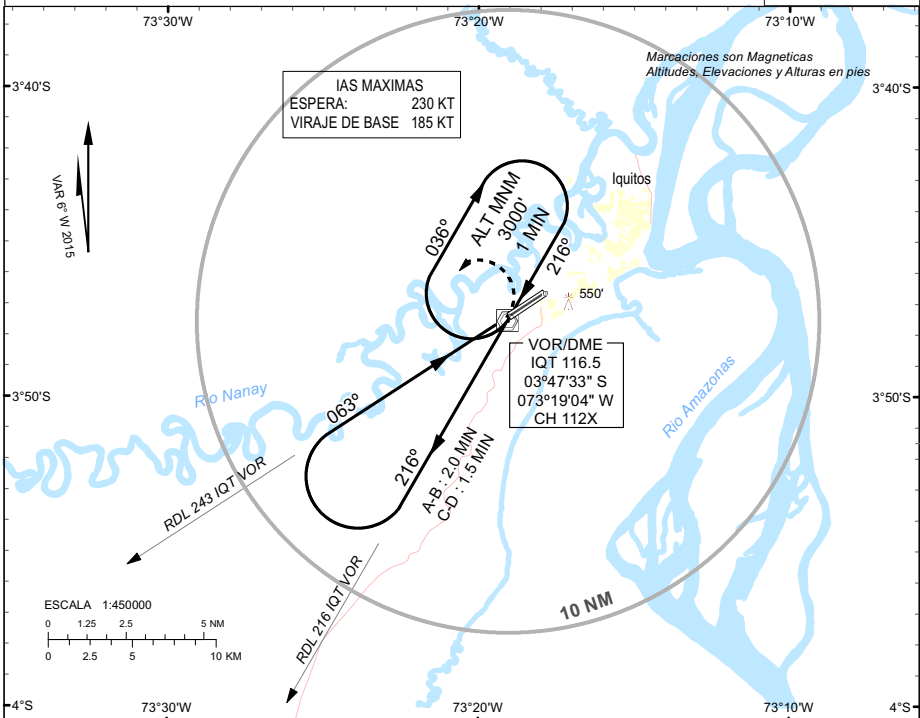 73°30'W
73°20'W
73°10'W
Marcaciones son Magneticas
Altitudes, Elevaciones y Alturas en pies
3°40'S
3°40'S
IAS MAXIMAS
ESPERA: 230 KT
VIRAJE DE BASE 185 KT
VAR 6° W 2015
Iquitos
036º
ALT MNM
3000'
1 MIN
216º
550'
VOR/DME
IQT 116.5
03°47'33" S
073°19'04" W
CH 112X
Rio Nanay
Rio Amazonas
3°50'S
3°50'S
063º
216º
A-B : 2.0 MIN
C-D : 1.5 MIN
RDL 243 IQT VOR
RDL 216 IQT VOR
10 NM
ESCALA 1:450000
0 1.25 2.5 5 NM
0 2.5 5 10 KM
4°S
73°30'W
73°20'W
73°10'W
4°S